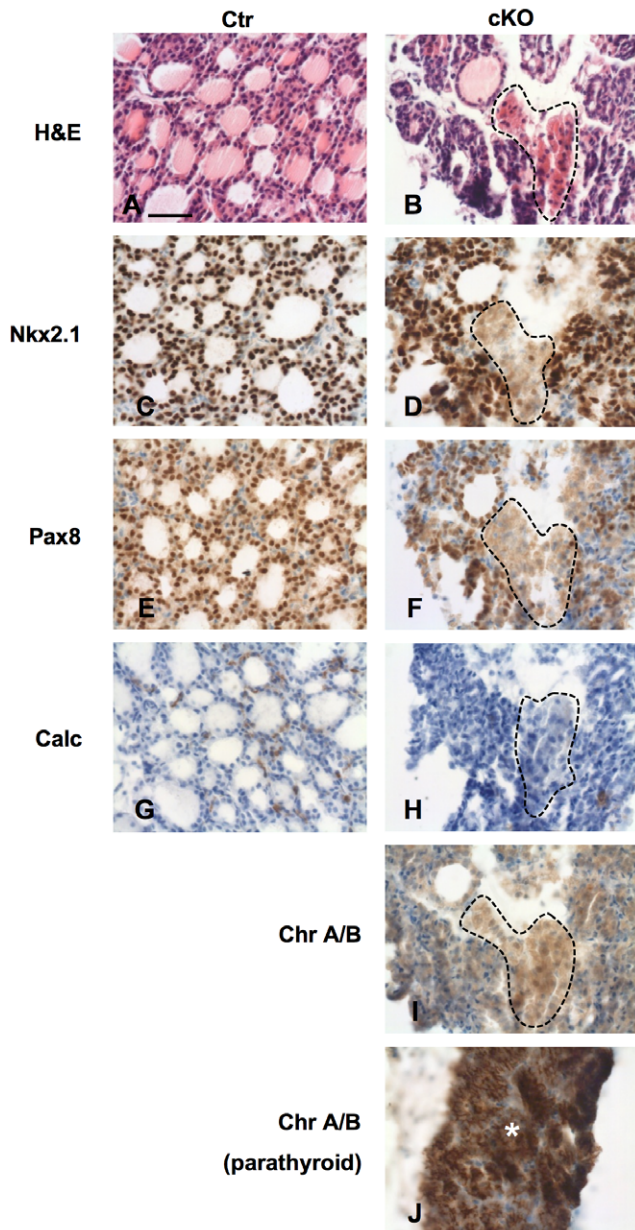 Ctr
cKO
H&E
A
B
Nkx2.1
C
D
Pax8
E
F
Calc
G
H
Chr A/B
I
Chr A/B
(parathyroid)
*
J